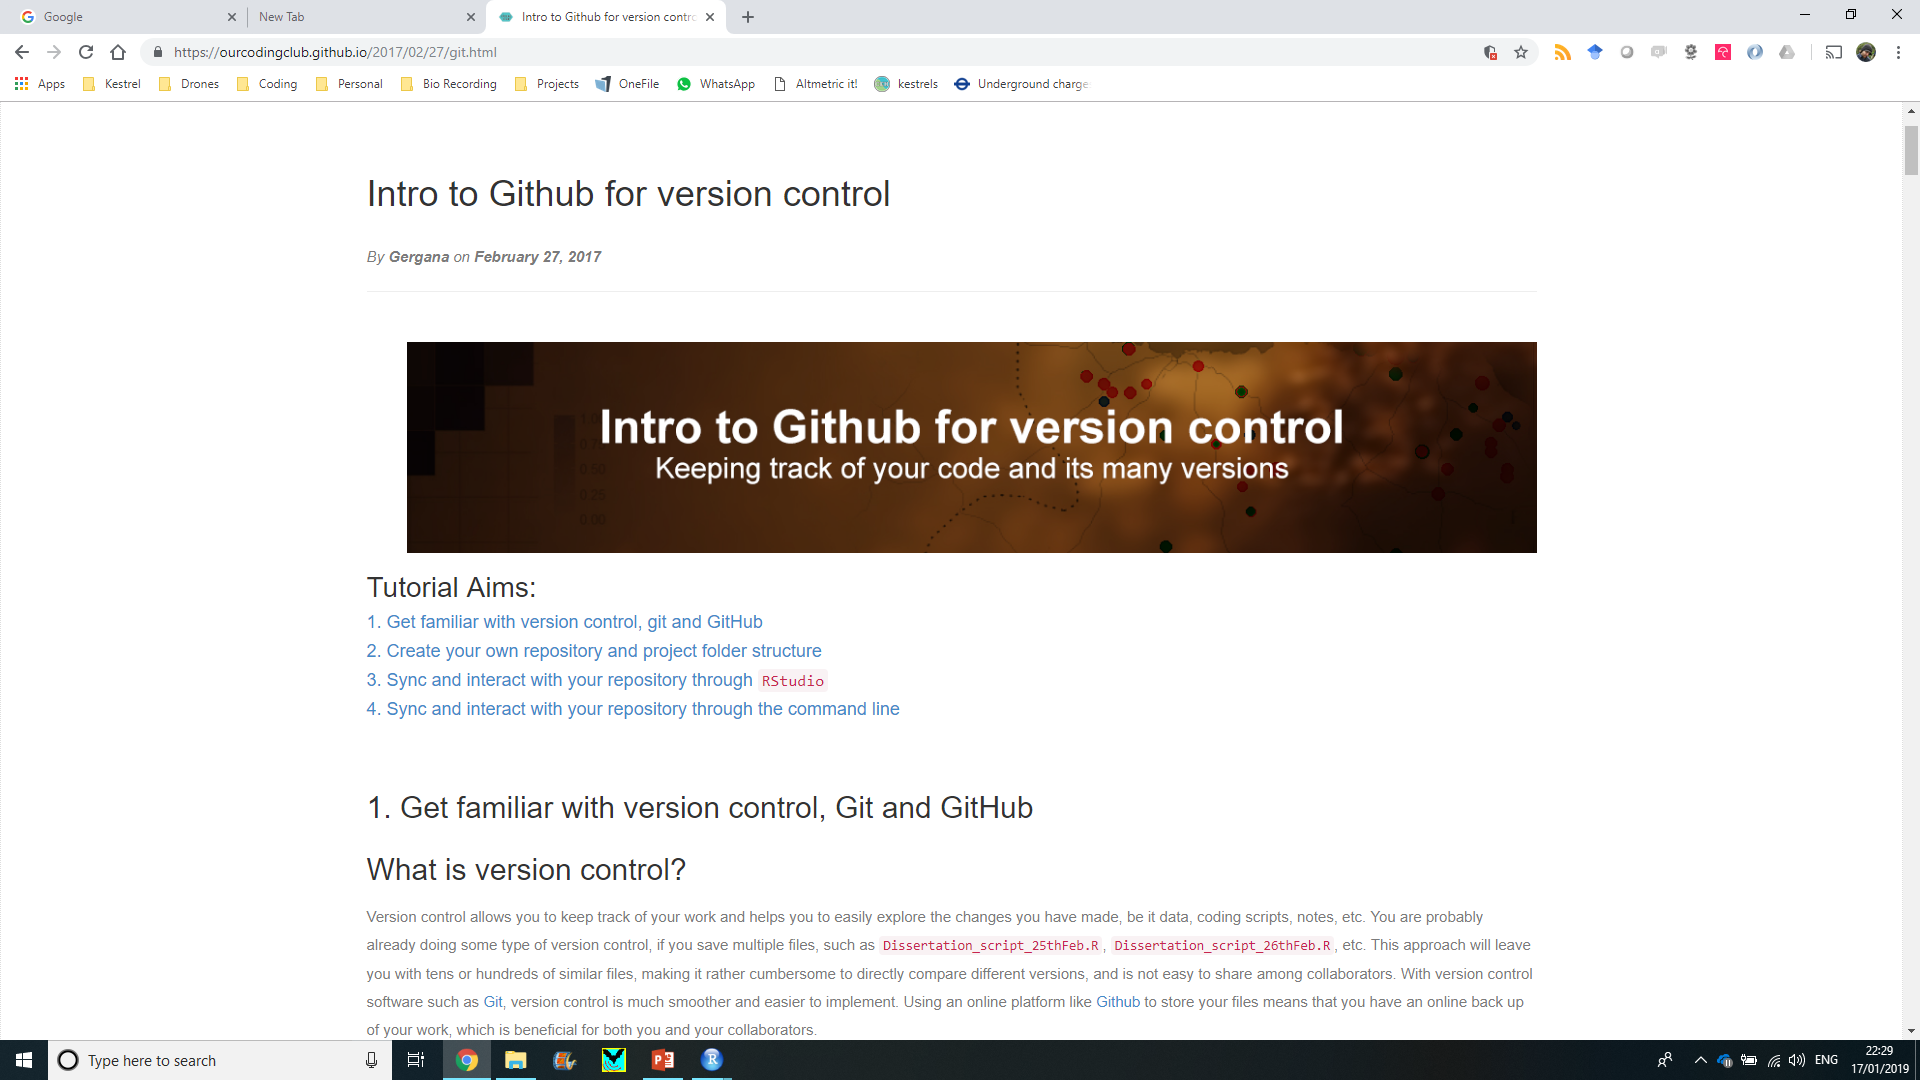 Google
New Tab
Intro to Github for version contro
https://ourcodingclub.github.io/2017/02/27/git.html
Apps Kestrel Drones Coding Personal Bio Recording Projects OneFile WhatsApp Altmetric it! kestrels Underground charge
Intro to Github for version control
By Gergana on February 27, 2017
1.00
0.75
0.50
0.25
0.00
Intro to Github for version control
Keeping track of your code and its many versions
Tutorial Aims:
1. Get familiar with version control, git and GitHub
2. Create your own repository and project folder structure
3. Sync and interact with your repository through RStudio
4. Sync and interact with your repository through the command line
1. Get familiar with version control, Git and GitHub
What is version control?
Version control allows you to keep track of your work and helps you to easily explore the changes you have made, be it data, coding scripts, notes, etc. You are probably
already doing some type of version control, if you save multiple files, such as Dissertation_script_25thFeb.R, Dissertation_script_26thFeb.R, etc. This approach will leave
you with tens or hundreds of similar files, making it rather cumbersome to directly compare different versions, and is not easy to share among collaborators. With version control
software such as Git, version control is much smoother and easier to implement. Using an online platform like Github to store your files means that you have an online back up
of your work, which is beneficial for both you and your collaborators.
Type here to search
ENG
22:29
17/01/2019